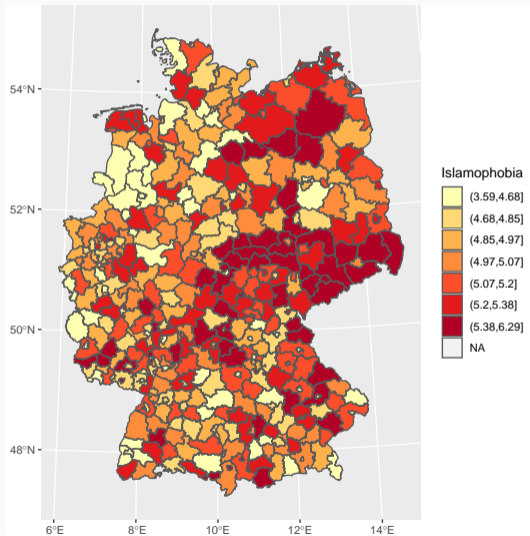 54°N
52°N
50°N
48°N
6°E
8°E
10°E
12°E
14°E
Islamophobia
(3.59,4.68]
(4.68,4.85]
(4.85,4.97]
(4.97,5.07]
(5.07,5.2]
(5.2,5.38]
(5.38,6.29]
NA